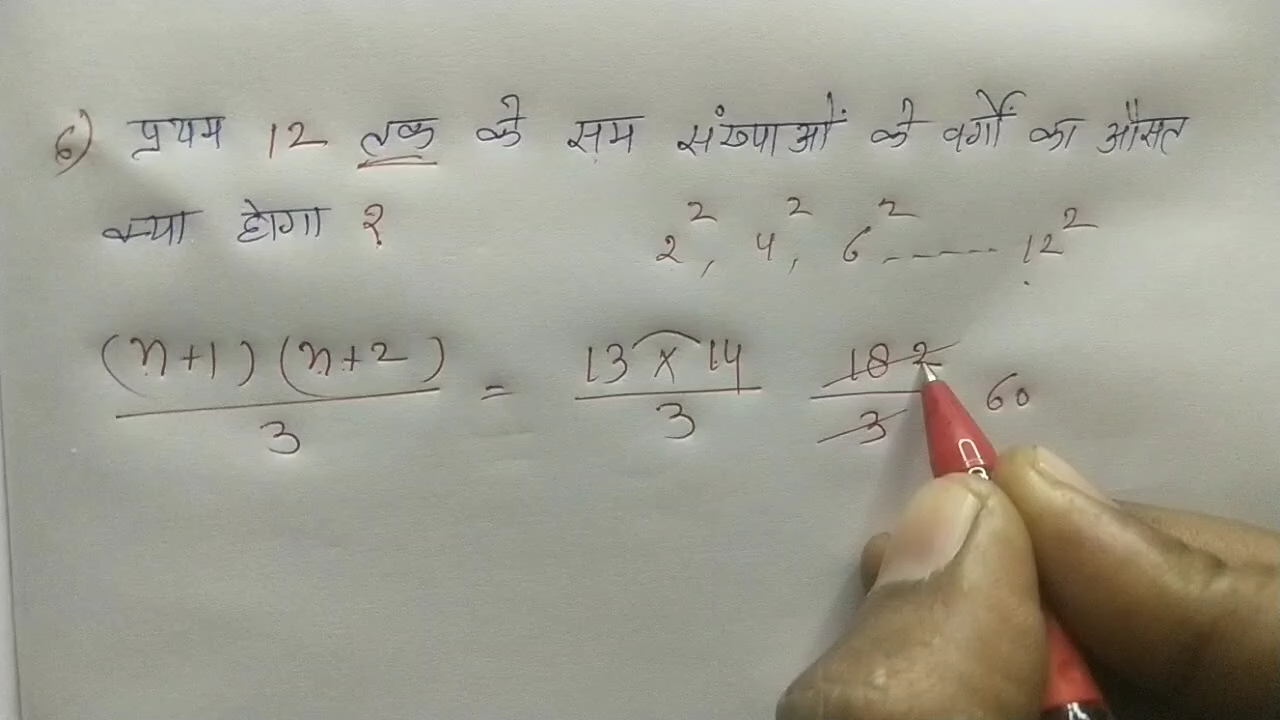 6) प्रथम 12 तक के सम संख्याओं के वर्गों का औसत
क्या होगा ?
2², 4², 6² ------ 12²
(n+1) (n+2) / 3 = 13 × 14 / 3 182 / 3 60